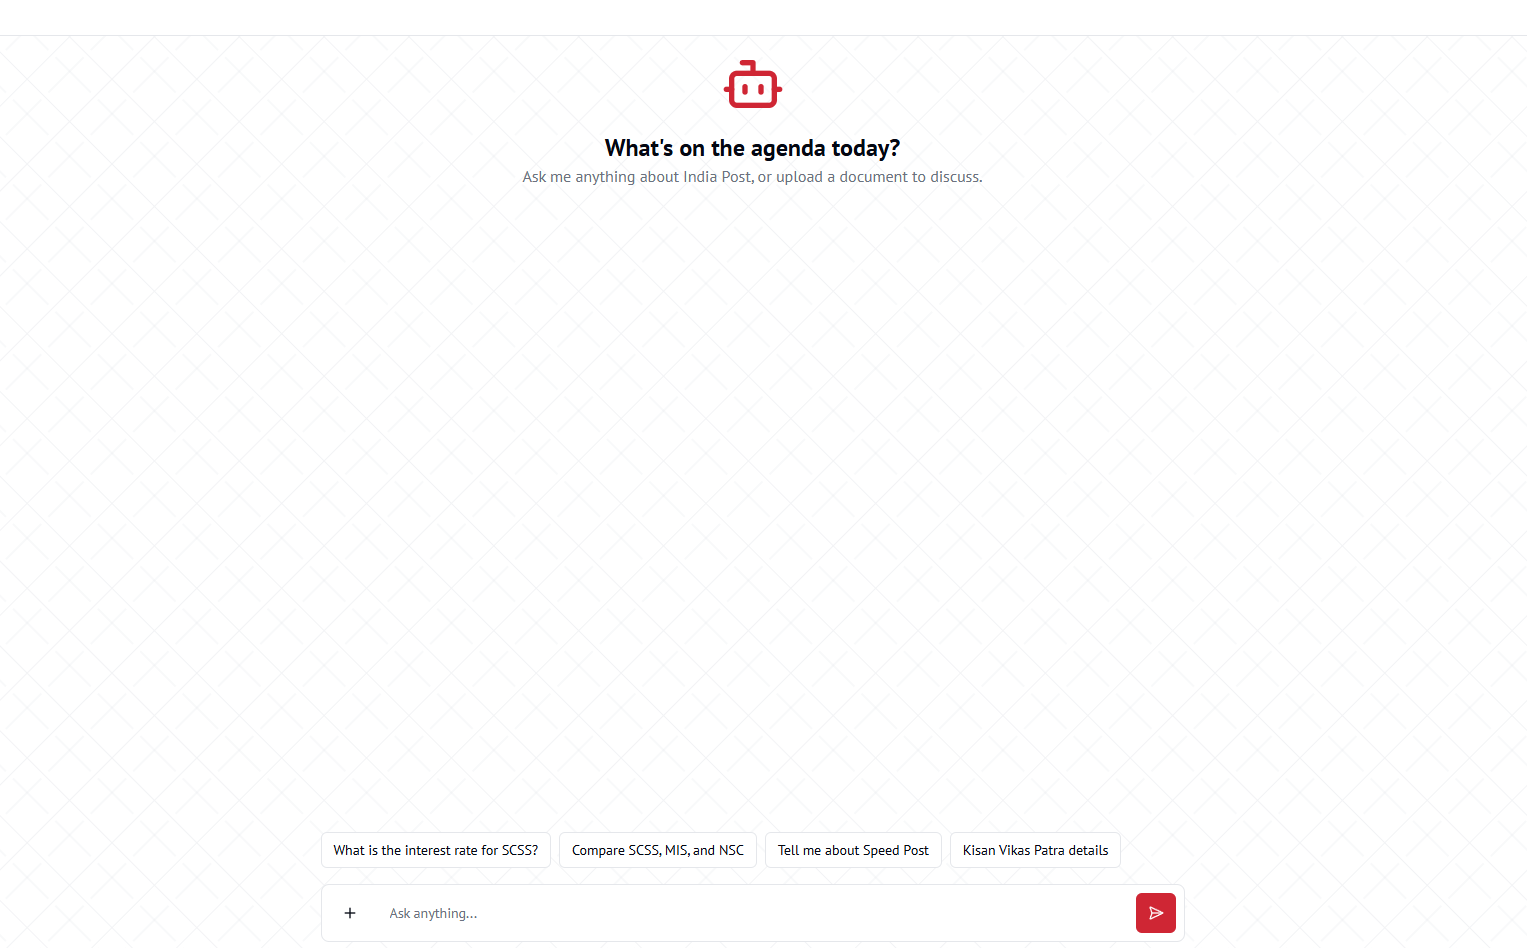 What's on the agenda today?
Ask me anything about India Post, or upload a document to discuss.
What is the interest rate for SCSS?
Compare SCSS, MIS, and NSC
Tell me about Speed Post
Kisan Vikas Patra details
Ask anything...